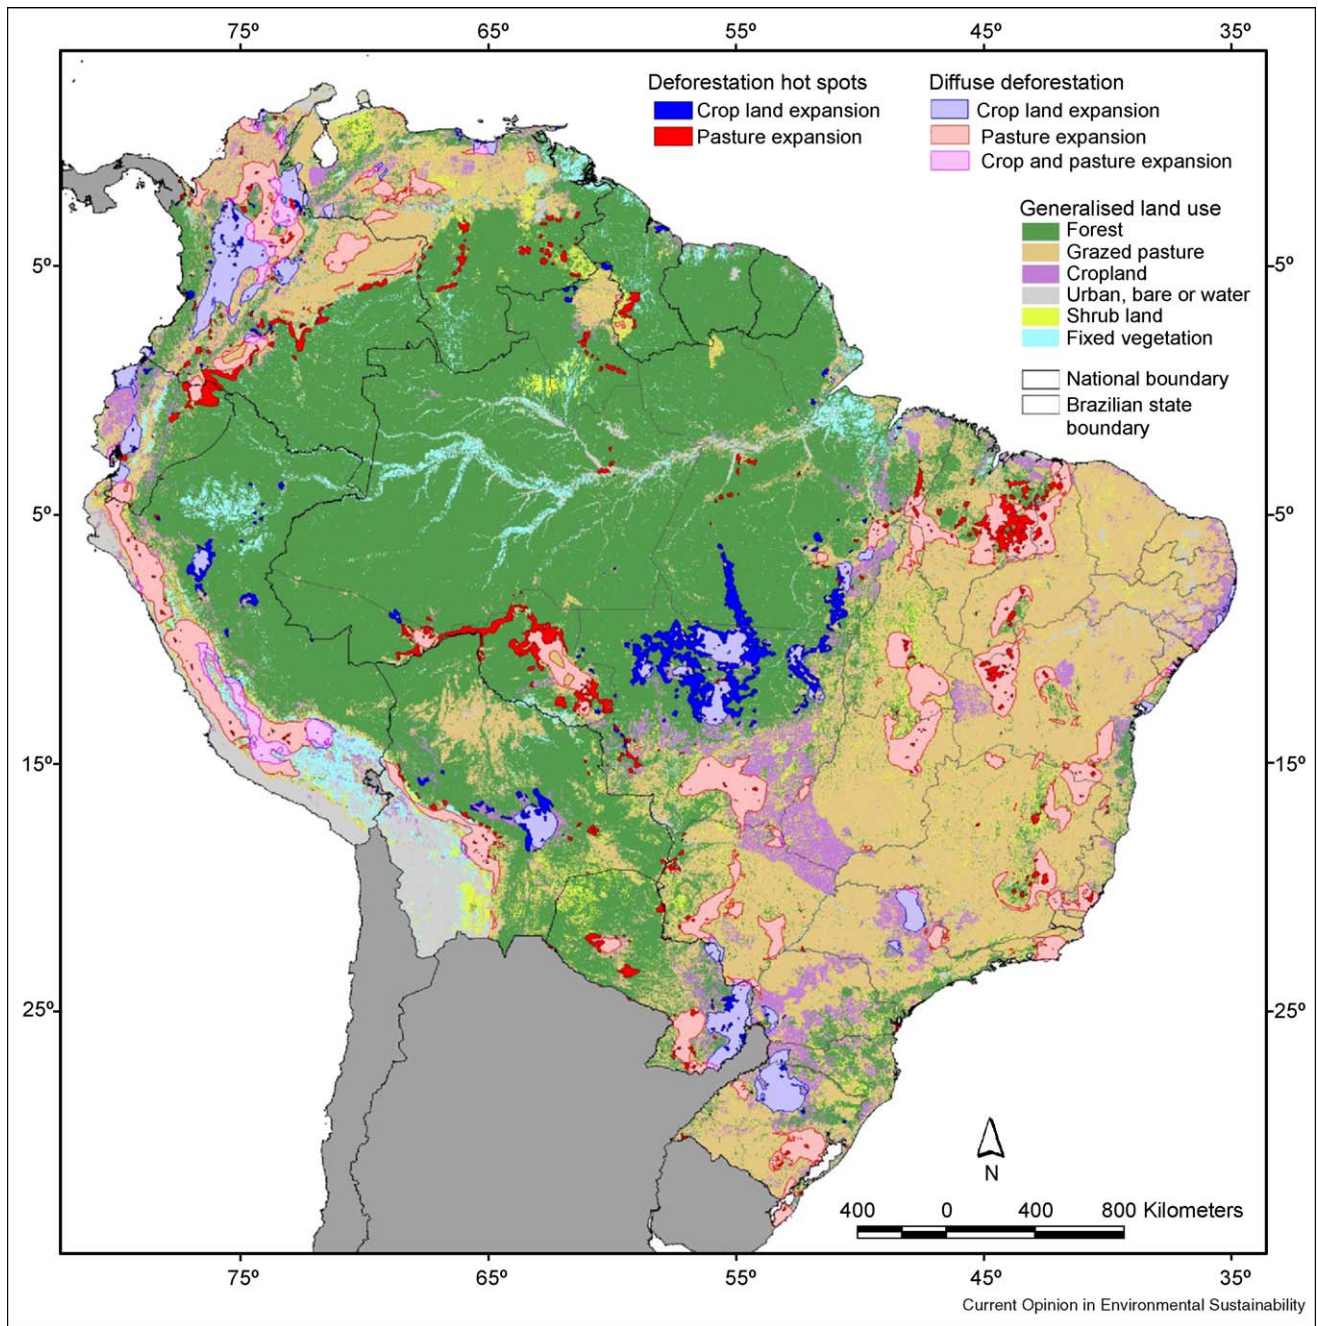 75º 65º 55º 45º 35º
Deforestation hot spots
Crop land expansion
Pasture expansion
Diffuse deforestation
Crop land expansion
Pasture expansion
Crop and pasture expansion
Generalised land use
Forest
Grazed pasture
Cropland
Urban, bare or water
Shrub land
Fixed vegetation
National boundary
Brazilian state
boundary
5º 5º
5º 5º
15º 15º
25º 25º
N
400 0 400 800 Kilometers
75º 65º 55º 45º 35º
Current Opinion in Environmental Sustainability